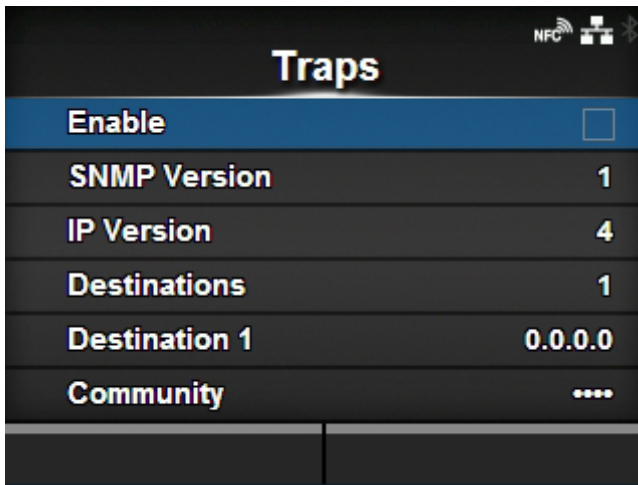 NFC
Traps
Enable
SNMP Version 1
IP Version 4
Destinations 1
Destination 1 0.0.0.0
Community ••••